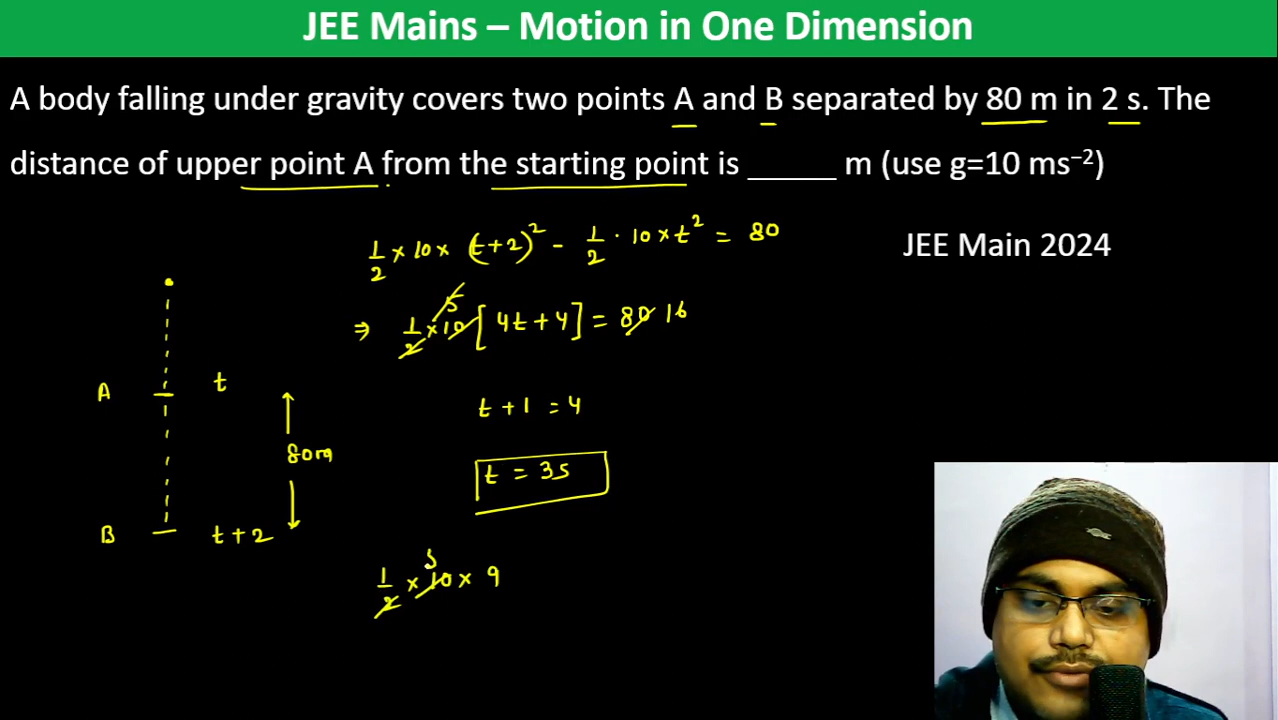 JEE Mains – Motion in One Dimension
A body falling under gravity covers two points A and B separated by 80 m in 2 s. The
distance of upper point A from the starting point is _____ m (use g=10 ms⁻²)
JEE Main 2024
1/2 × 10 × (t+2)² - 1/2 · 10 × t² = 80
⇒ 1/2 × 10 5 [4t + 4] = 80 16
A t
t + 1 = 4
80m
t = 3s
B t+2
1/2 × 10 5 × 9